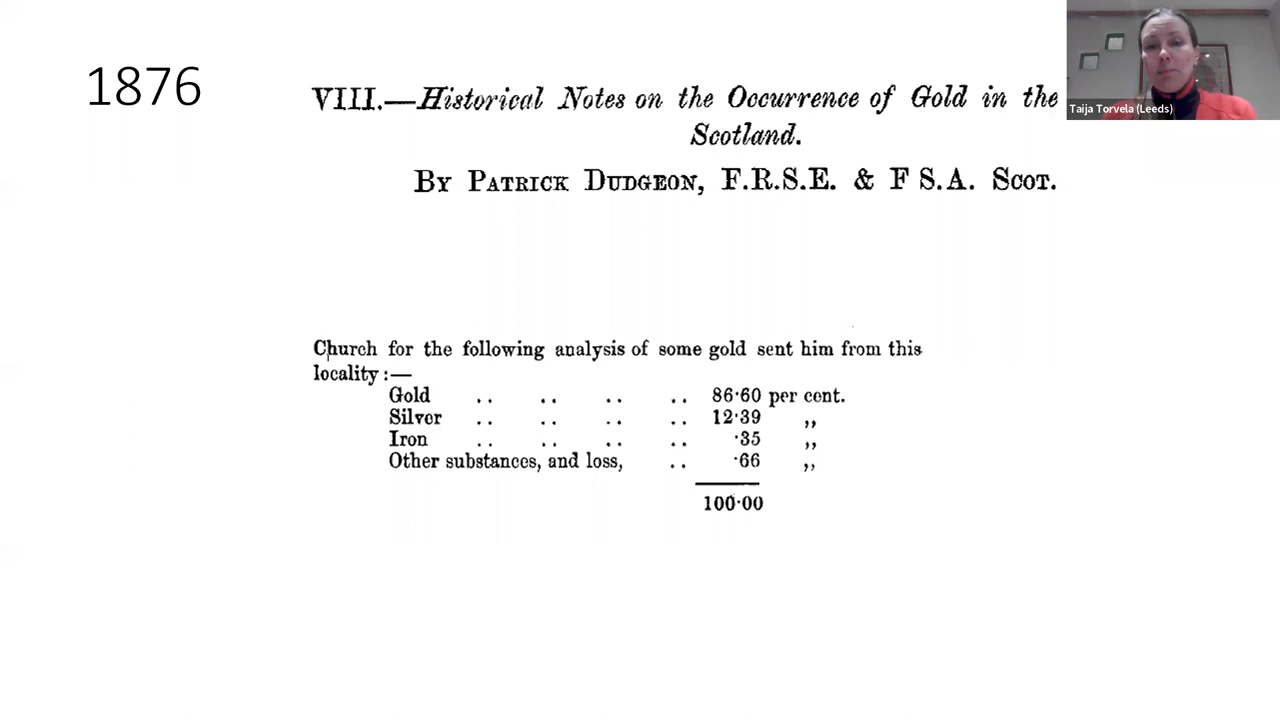 1876
VIII.—Historical Notes on the Occurrence of Gold in the
Scotland.
By Patrick Dudgeon, F.R.S.E. & F S.A. Scot.
Taija Torvela (Leeds)
Church for the following analysis of some gold sent him from this
locality :—
Gold .. .. .. .. 86·60 per cent.
Silver .. .. .. .. 12·39 ,,
Iron .. .. .. .. ·35 ,,
Other substances, and loss, .. ·66 ,,
100·00